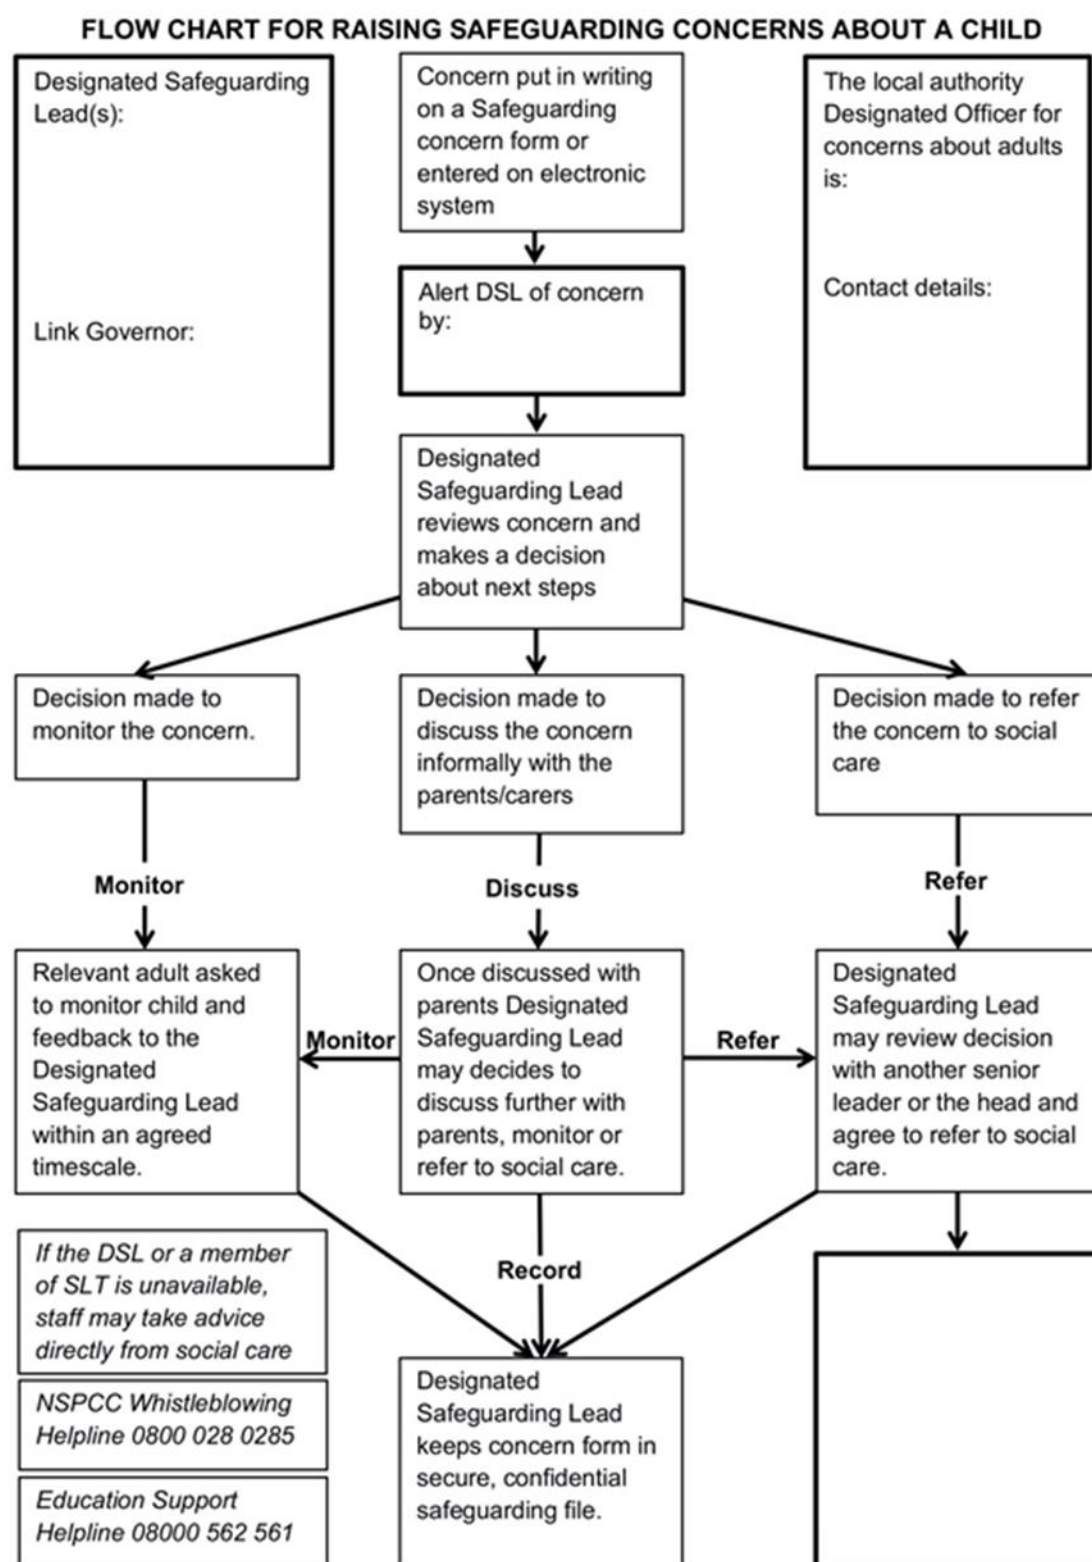 FLOW CHART FOR RAISING SAFEGUARDING CONCERNS ABOUT A CHILD
Designated Safeguarding
Lead(s):
Link Governor:
Concern put in writing
on a Safeguarding
concern form or
entered on electronic
system
The local authority
Designated Officer for
concerns about adults
is:
Contact details:
Alert DSL of concern
by:
Designated
Safeguarding Lead
reviews concern and
makes a decision
about next steps
Decision made to
monitor the concern.
Decision made to
discuss the concern
informally with the
parents/carers
Decision made to refer
the concern to social
care
Monitor
Discuss
Refer
Relevant adult asked
to monitor child and
feedback to the
Designated
Safeguarding Lead
within an agreed
timescale.
Monitor
Once discussed with
parents Designated
Safeguarding Lead
may decides to
discuss further with
parents, monitor or
refer to social care.
Refer
Designated
Safeguarding Lead
may review decision
with another senior
leader or the head and
agree to refer to social
care.
If the DSL or a member
of SLT is unavailable,
staff may take advice
directly from social care
Record
NSPCC Whistleblowing
Helpline 0800 028 0285
Education Support
Helpline 08000 562 561
Designated
Safeguarding Lead
keeps concern form in
secure, confidential
safeguarding file.